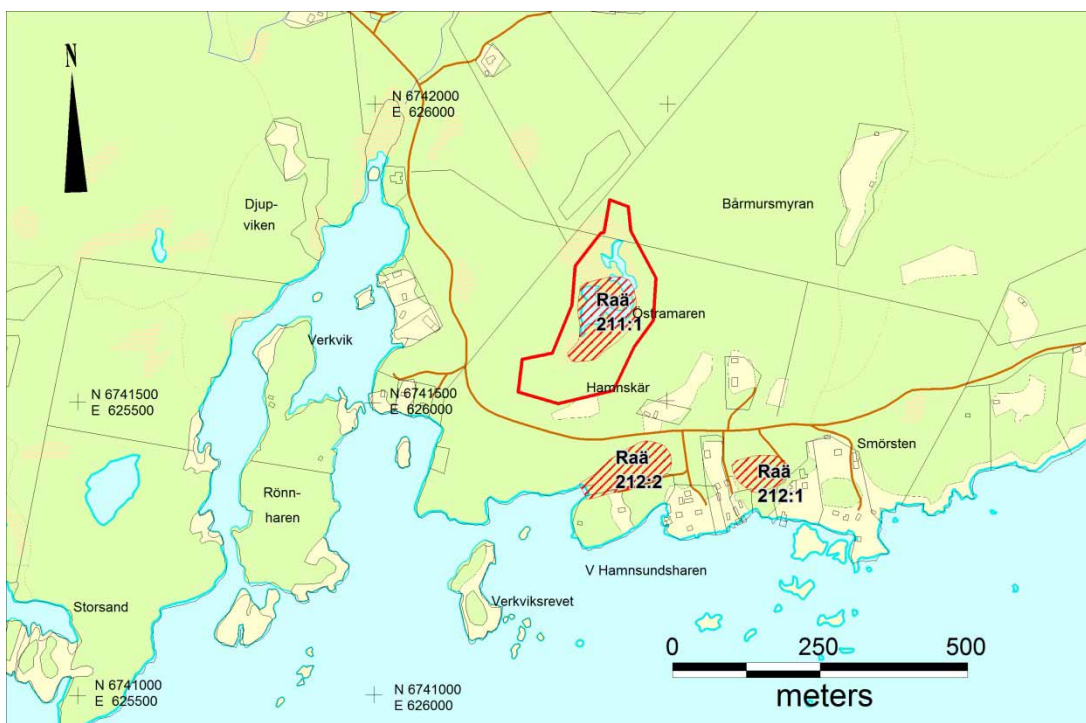 N
N 6742000
E 626000
Djup-
viken
Bårmursmyran
Raä
211:1
Östramaren
Verkvik
N 6741500
E 625500
N 6741500
E 626000
Hamnskär
Smörsten
Raä
212:2
Raä
212:1
Rönn-
haren
V Hamnsundsharen
Verkviksrevet
Storsand
N 6741000
E 625500
N 6741000
E 626000
0 250 500
meters